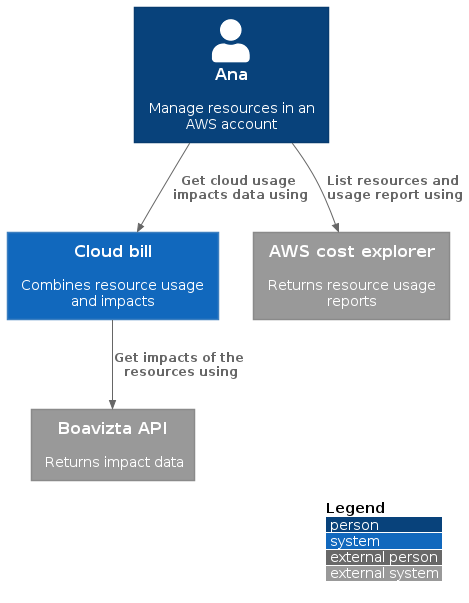 Ana
Manage resources in an
AWS account
Get cloud usage
impacts data using
List resources and
usage report using
Cloud bill
Combines resource usage
and impacts
AWS cost explorer
Returns resource usage
reports
Get impacts of the
resources using
Boavizta API
Returns impact data
Legend
person
system
external person
external system